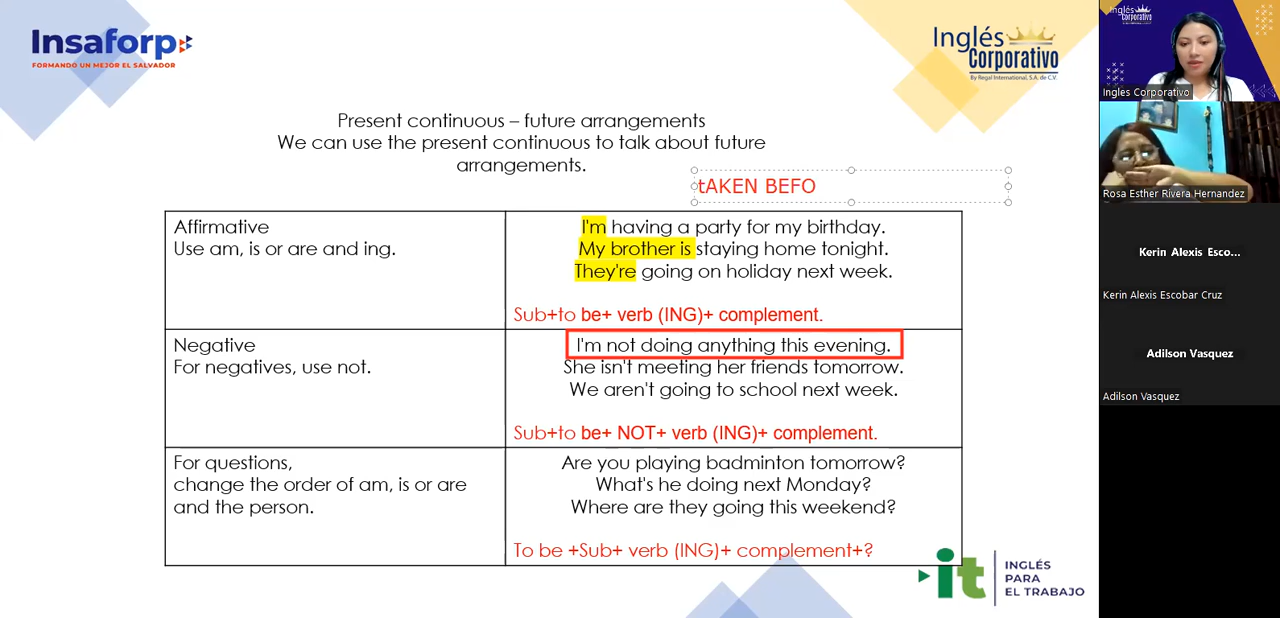 Insaforp
FORMANDO UN MEJOR EL SALVADOR
Inglés
Corporativo
By Regal International, S.A. de C.V.
Present continuous – future arrangements
We can use the present continuous to talk about future
arrangements.
tAKEN BEFO
Affirmative
Use am, is or are and ing.
I'm having a party for my birthday.
My brother is staying home tonight.
They're going on holiday next week.
Sub+to be+ verb (ING)+ complement.
Negative
For negatives, use not.
I'm not doing anything this evening.
She isn't meeting her friends tomorrow.
We aren't going to school next week.
Sub+to be+ NOT+ verb (ING)+ complement.
For questions,
change the order of am, is or are
and the person.
Are you playing badminton tomorrow?
What's he doing next Monday?
Where are they going this weekend?
To be +Sub+ verb (ING)+ complement+?
it
INGLÉS
PARA
EL TRABAJO
Inglés
Corporativo
Ingles Corporativo
Rosa Esther Rivera Hernandez
Kerin Alexis Esco...
Kerin Alexis Escobar Cruz
Adilson Vasquez
Adilson Vasquez